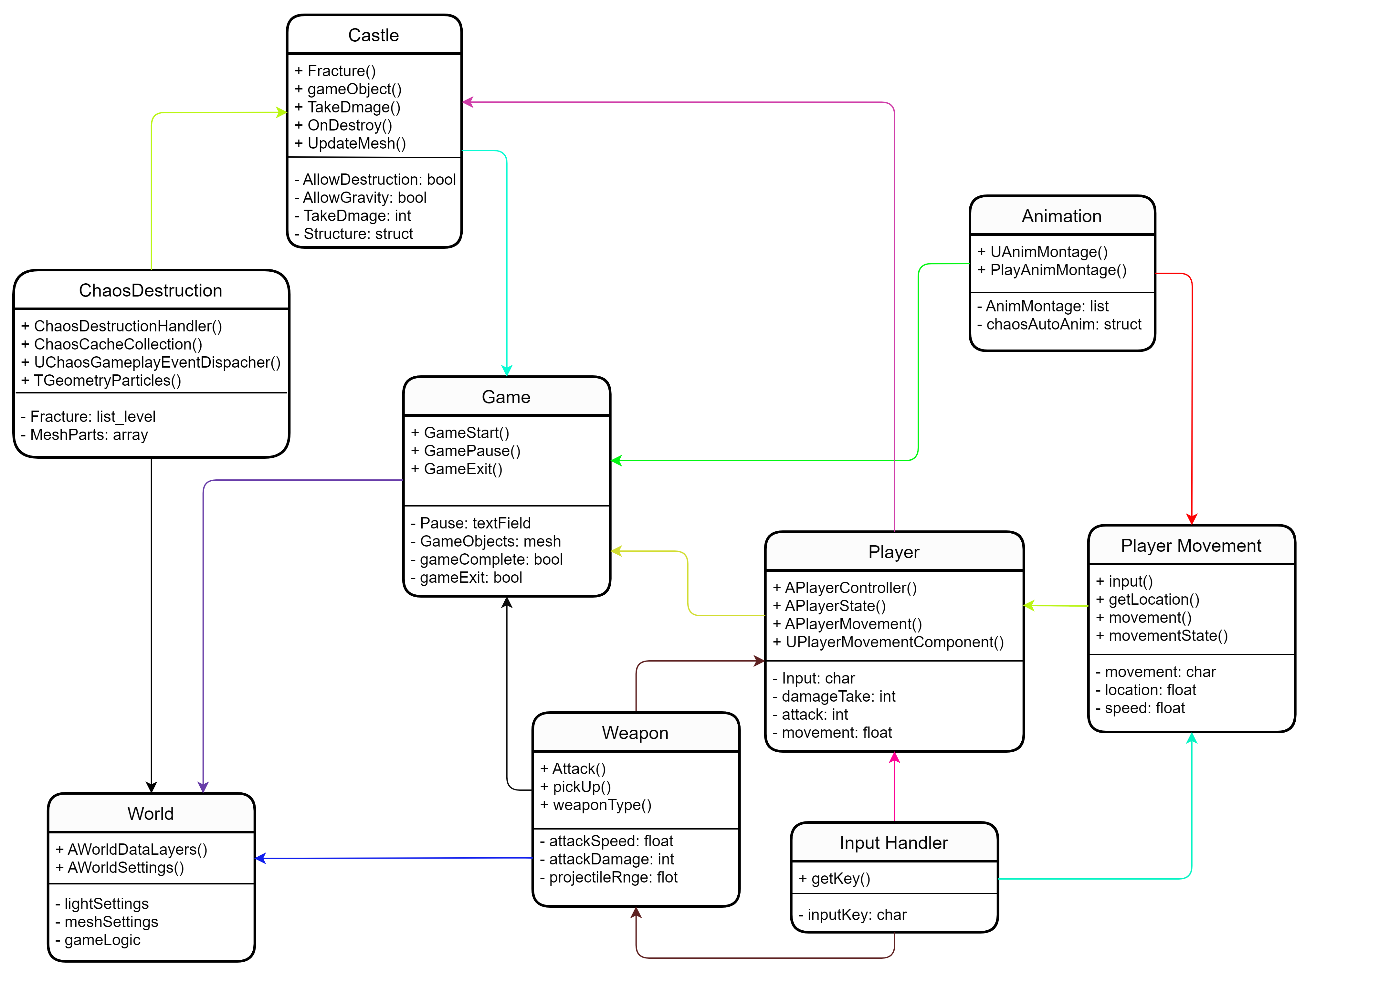 Castle
+ Fracture()
+ gameObject()
+ TakeDmage()
+ OnDestroy()
+ UpdateMesh()
- AllowDestruction: bool
- AllowGravity: bool
- TakeDmage: int
- Structure: struct
Animation
+ UAnimMontage()
+ PlayAnimMontage()
- AnimMontage: list
- chaosAutoAnim: struct
ChaosDestruction
+ ChaosDestructionHandler()
+ ChaosCacheCollection()
+ UChaosGameplayEventDispacher()
+ TGeometryParticles()
- Fracture: list_level
- MeshParts: array
Game
+ GameStart()
+ GamePause()
+ GameExit()
- Pause: textField
- GameObjects: mesh
- gameComplete: bool
- gameExit: bool
Player
+ APlayerController()
+ APlayerState()
+ APlayerMovement()
+ UPlayerMovementComponent()
- Input: char
- damageTake: int
- attack: int
- movement: float
Player Movement
+ input()
+ getLocation()
+ movement()
+ movementState()
- movement: char
- location: float
- speed: float
Weapon
+ Attack()
+ pickUp()
+ weaponType()
- attackSpeed: float
- attackDamage: int
- projectileRnge: flot
World
+ AWorldDataLayers()
+ AWorldSettings()
- lightSettings
- meshSettings
- gameLogic
Input Handler
+ getKey()
- inputKey: char